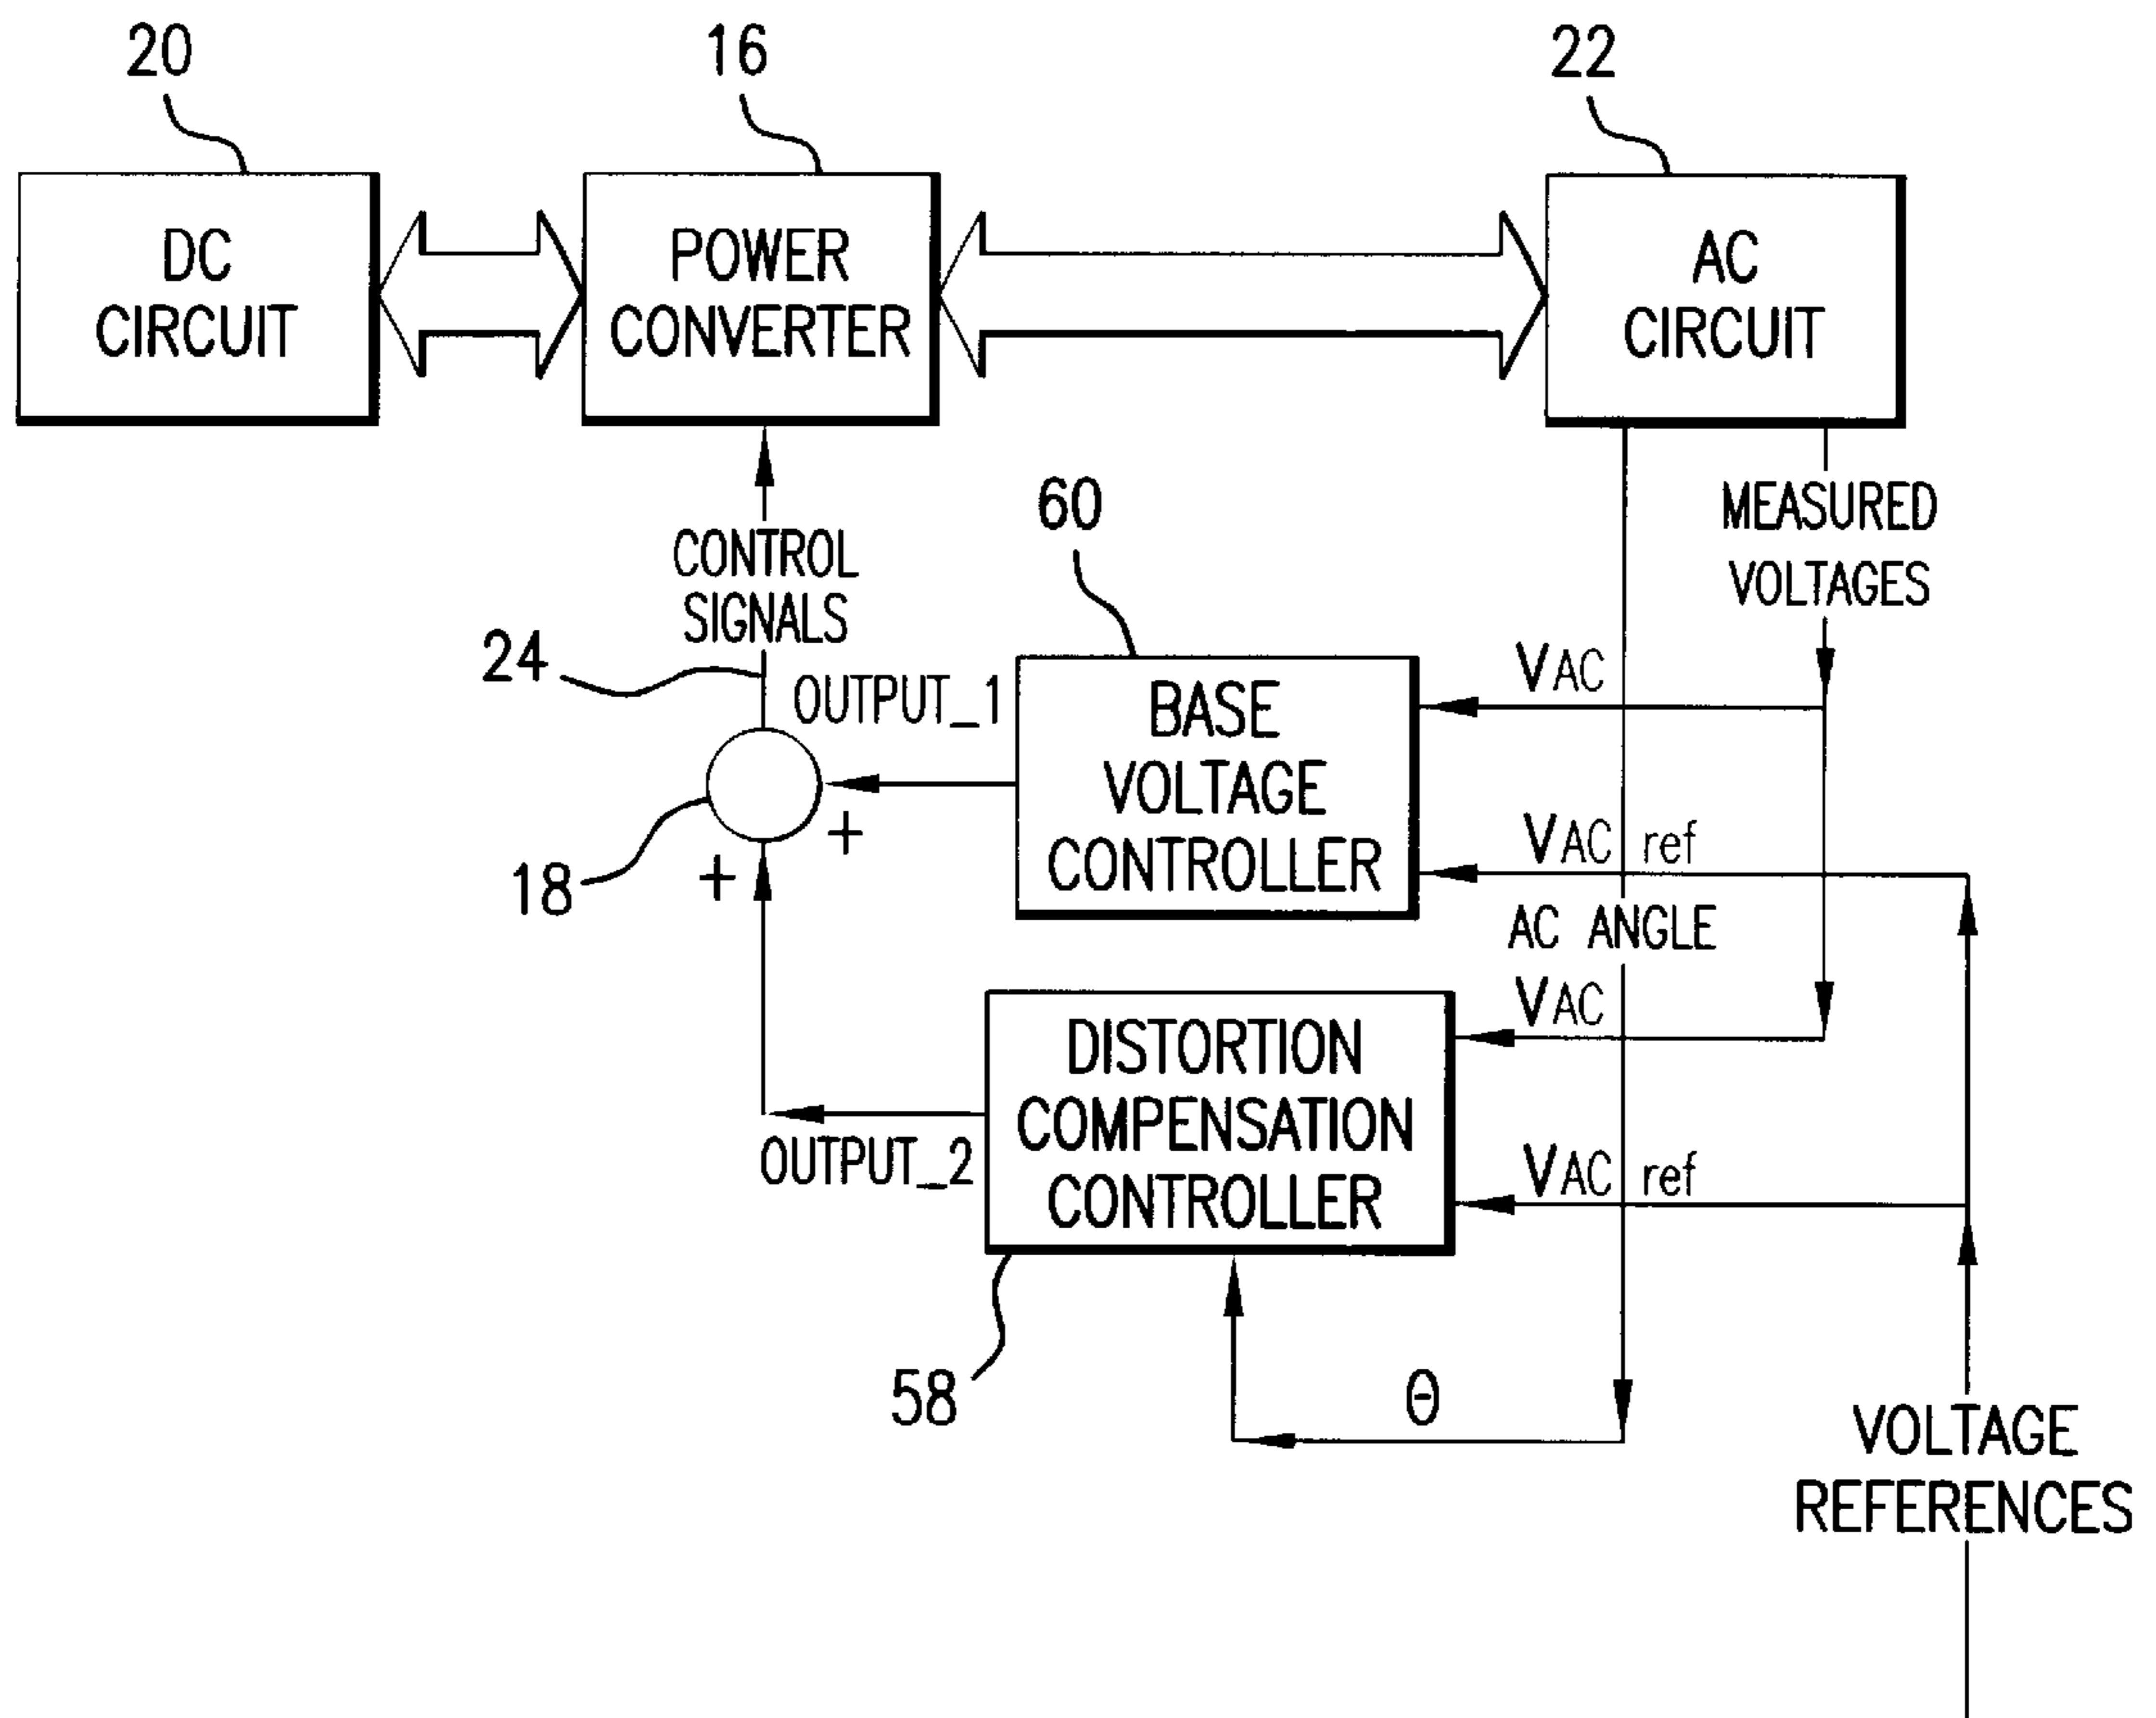 20
16
22
DC
CIRCUIT
POWER
CONVERTER
AC
CIRCUIT
CONTROL
SIGNALS
24
60
MEASURED
VOLTAGES
OUTPUT_1
18
+
+
BASE
VOLTAGE
CONTROLLER
VAC
VAC ref
AC ANGLE
DISTORTION
COMPENSATION
CONTROLLER
VAC
VAC ref
OUTPUT_2
58
Θ
VOLTAGE
REFERENCES